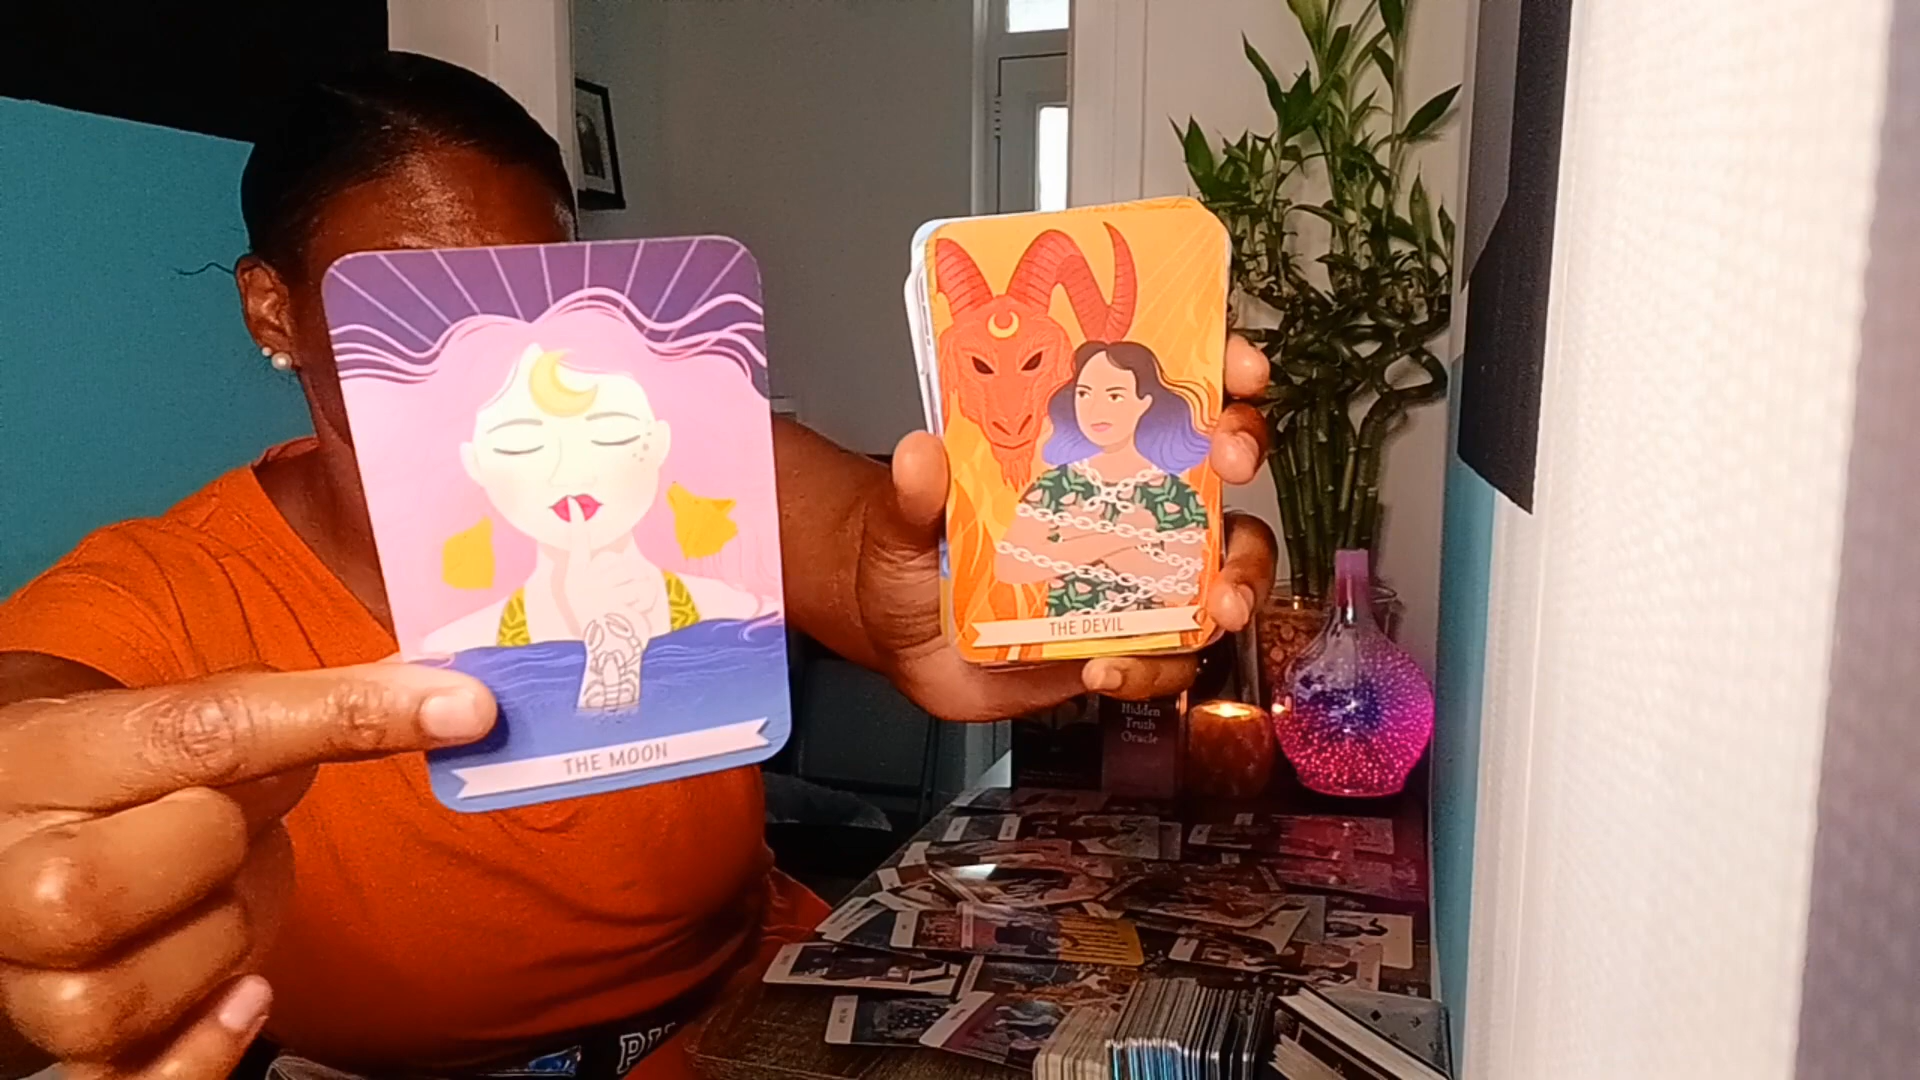 THE MOON
THE DEVIL
Hidden
Truth
Oracle